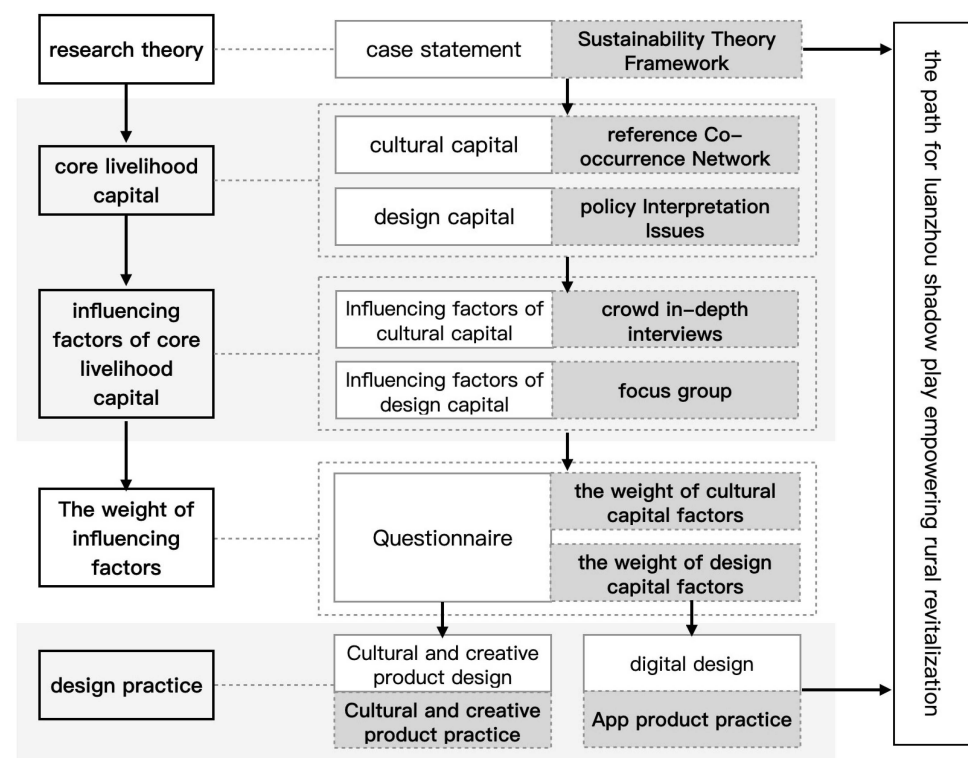 research theory
case statement
Sustainability Theory
Framework
core livelihood
capital
cultural capital
reference Co-
occurrence Network
design capital
policy Interpretation
Issues
influencing
factors of core
livelihood
capital
Influencing factors of
cultural capital
crowd in-depth
interviews
Influencing factors of
design capital
focus group
The weight of
influencing
factors
Questionnaire
the weight of cultural
capital factors
the weight of design
capital factors
design practice
Cultural and creative
product design
Cultural and creative
product practice
digital design
App product practice
the path for luanzhou shadow play empowering rural revitalization